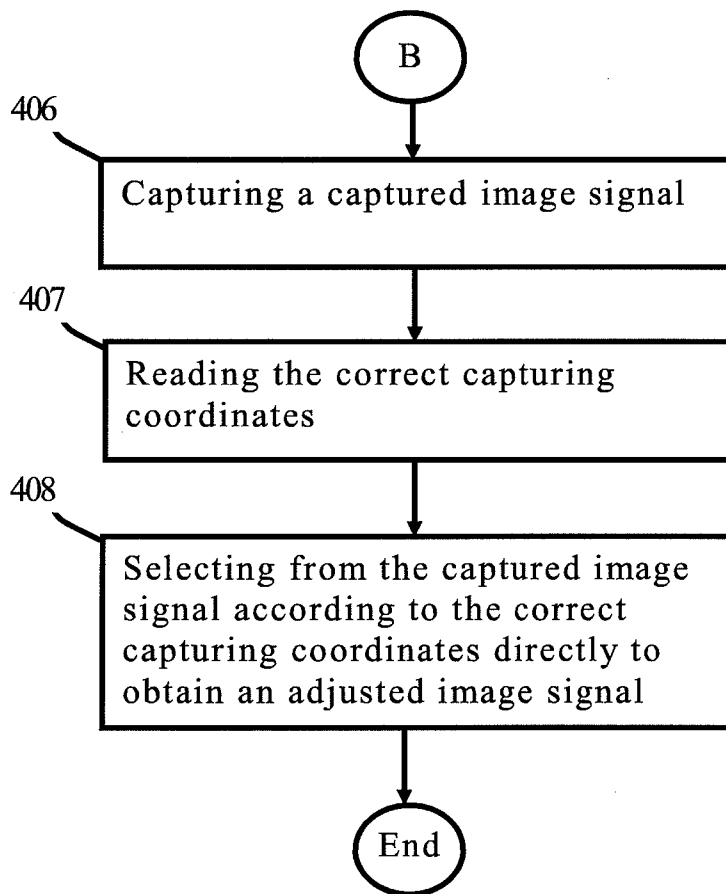 B
406
Capturing a captured image signal
407
Reading the correct capturing
coordinates
408
Selecting from the captured image
signal according to the correct
capturing coordinates directly to
obtain an adjusted image signal
End